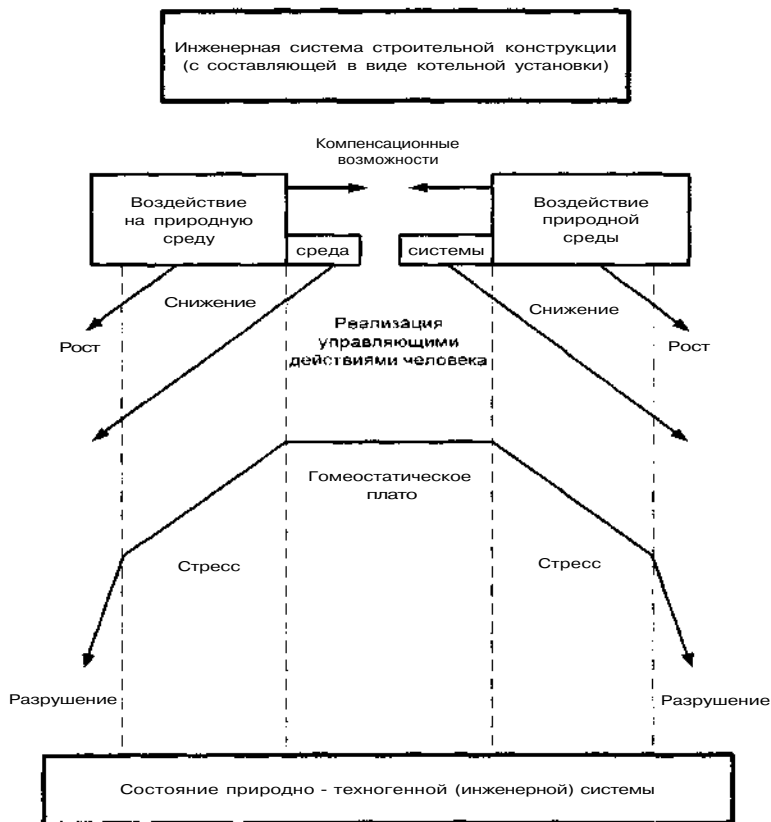 Инженерная система строительной конструкции
(с составляющей в виде котельной установки)
Компенсационные
возможности
Воздействие
на природную
среду
среда
системы
Воздействие
природной
среды
Снижение
Снижение
Рост
Рост
Реализация
управляющими
действиями человека
Гомеостатическое
плато
Стресс
Стресс
Разрушение
Разрушение
Состояние природно - техногенной (инженерной) системы